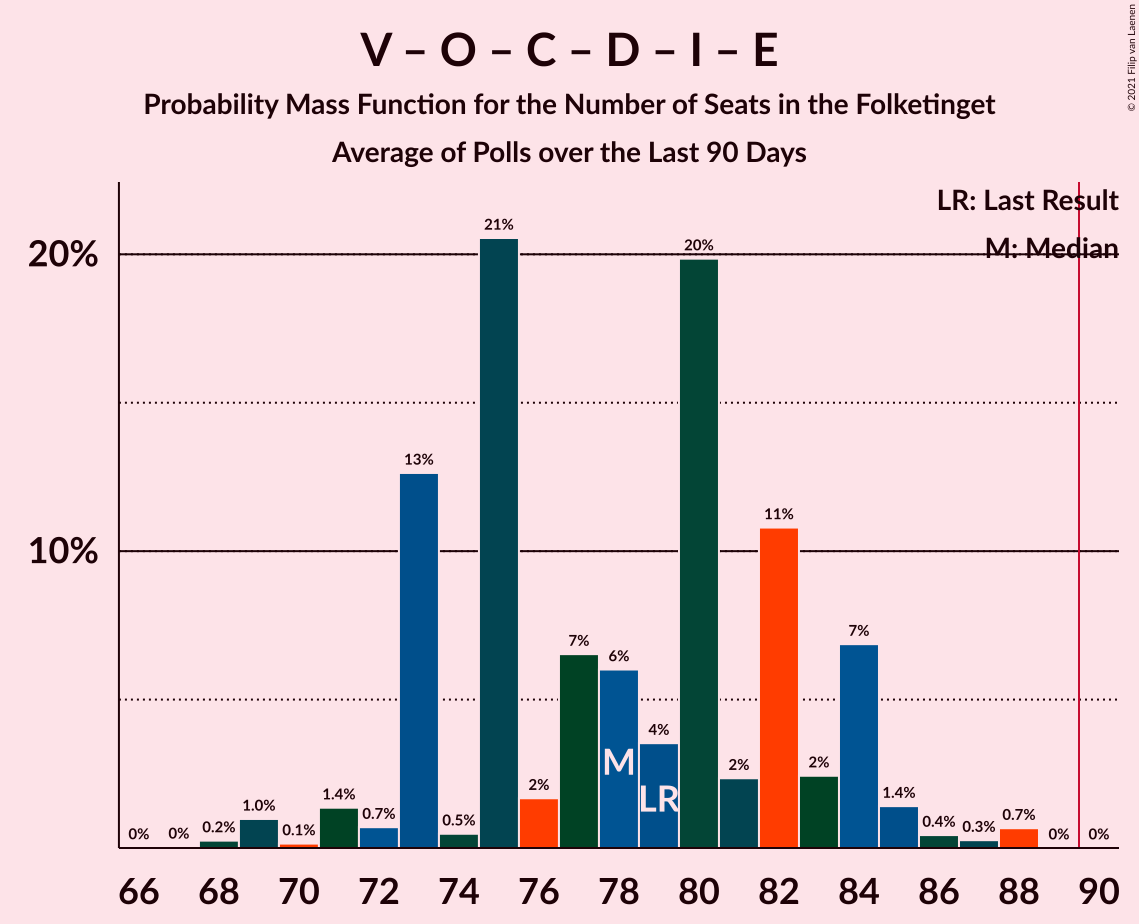 V – O – C – D – I – E
Probability Mass Function for the Number of Seats in the Folketinget
Average of Polls over the Last 90 Days
© 2021 Filip van Laenen
LR: Last Result
M: Median
20%
10%
0% 0% 0.2% 1.0% 0.1% 1.4% 0.7% 13% 0.5% 21% 2% 7% 6% 4% 20% 2% 11% 2% 7% 1.4% 0.4% 0.3% 0.7% 0% 0%
M
LR
66 68 70 72 74 76 78 80 82 84 86 88 90